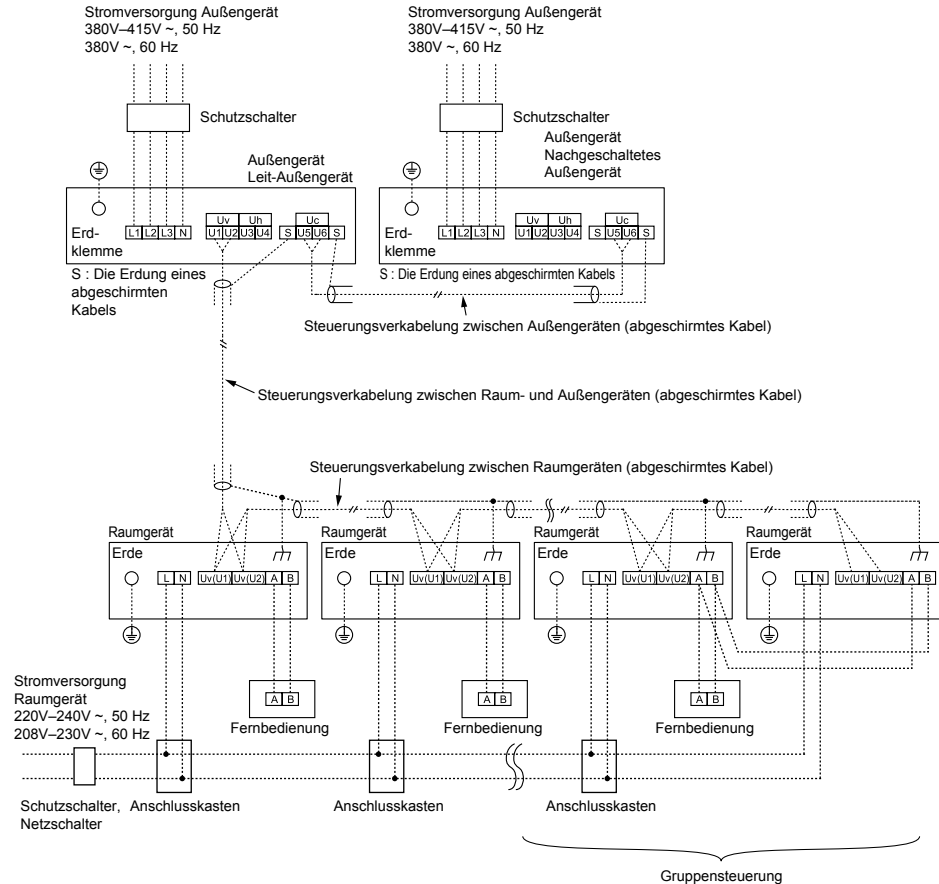 Stromversorgung Außengerät
380V–415V ~, 50 Hz
380V ~, 60 Hz
Stromversorgung Außengerät
380V–415V ~, 50 Hz
380V ~, 60 Hz
Schutzschalter
Schutzschalter
Außengerät
Leit-Außengerät
Außengerät
Nachgeschaltetes
Außengerät
Erd-
klemme
L1 L2 L3 N
Uv Uh
U1 U2 U3 U4
Uc
S U5 U6 S
Erd-
klemme
L1 L2 L3 N
Uv Uh
U1 U2 U3 U4
Uc
S U5 U6 S
S : Die Erdung eines
abgeschirmten
Kabels
S : Die Erdung eines abgeschirmten Kabels
Steuerungsverkabelung zwischen Außengeräten (abgeschirmtes Kabel)
Steuerungsverkabelung zwischen Raum- und Außengeräten (abgeschirmtes Kabel)
Steuerungsverkabelung zwischen Raumgeräten (abgeschirmtes Kabel)
Raumgerät
Erde
L N Uv(U1) Uv(U2) A B
Raumgerät
Erde
L N Uv(U1) Uv(U2) A B
Raumgerät
Erde
L N Uv(U1) Uv(U2) A B
Raumgerät
Erde
L N Uv(U1) Uv(U2) A B
A B
Fernbedienung
A B
Fernbedienung
A B
Fernbedienung
Stromversorgung
Raumgerät
220V–240V ~, 50 Hz
208V–230V ~, 60 Hz
Schutzschalter,
Netzschalter
Anschlusskasten
Anschlusskasten
Anschlusskasten
Gruppensteuerung